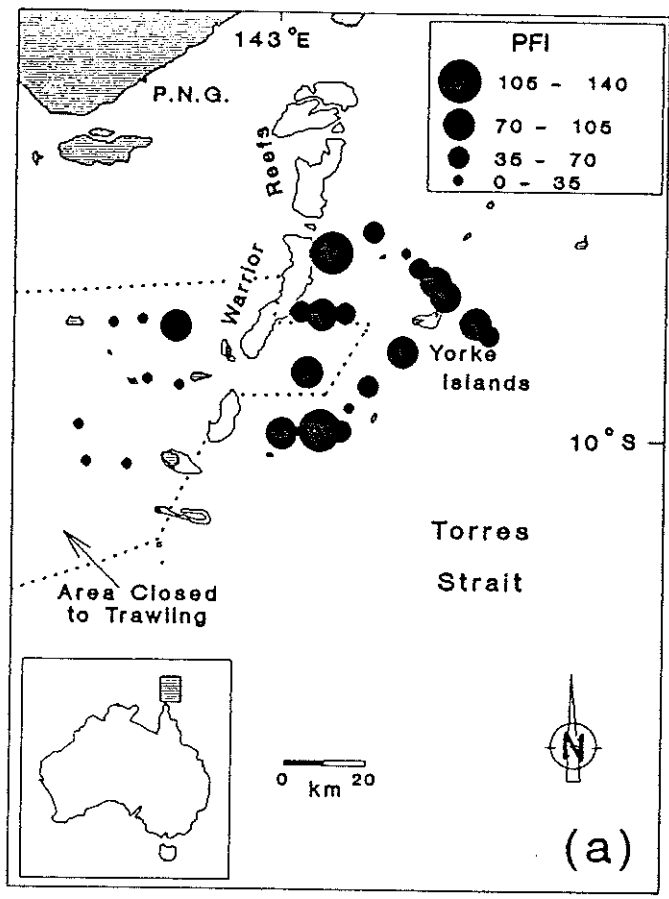 143 °E
PFI
105 - 140
70 - 105
35 - 70
0 - 35
P.N.G.
Warrior Reefs
Yorke
Islands
10 °S
Torres
Strait
Area Closed
to Trawling
0 20
km
N
(a)